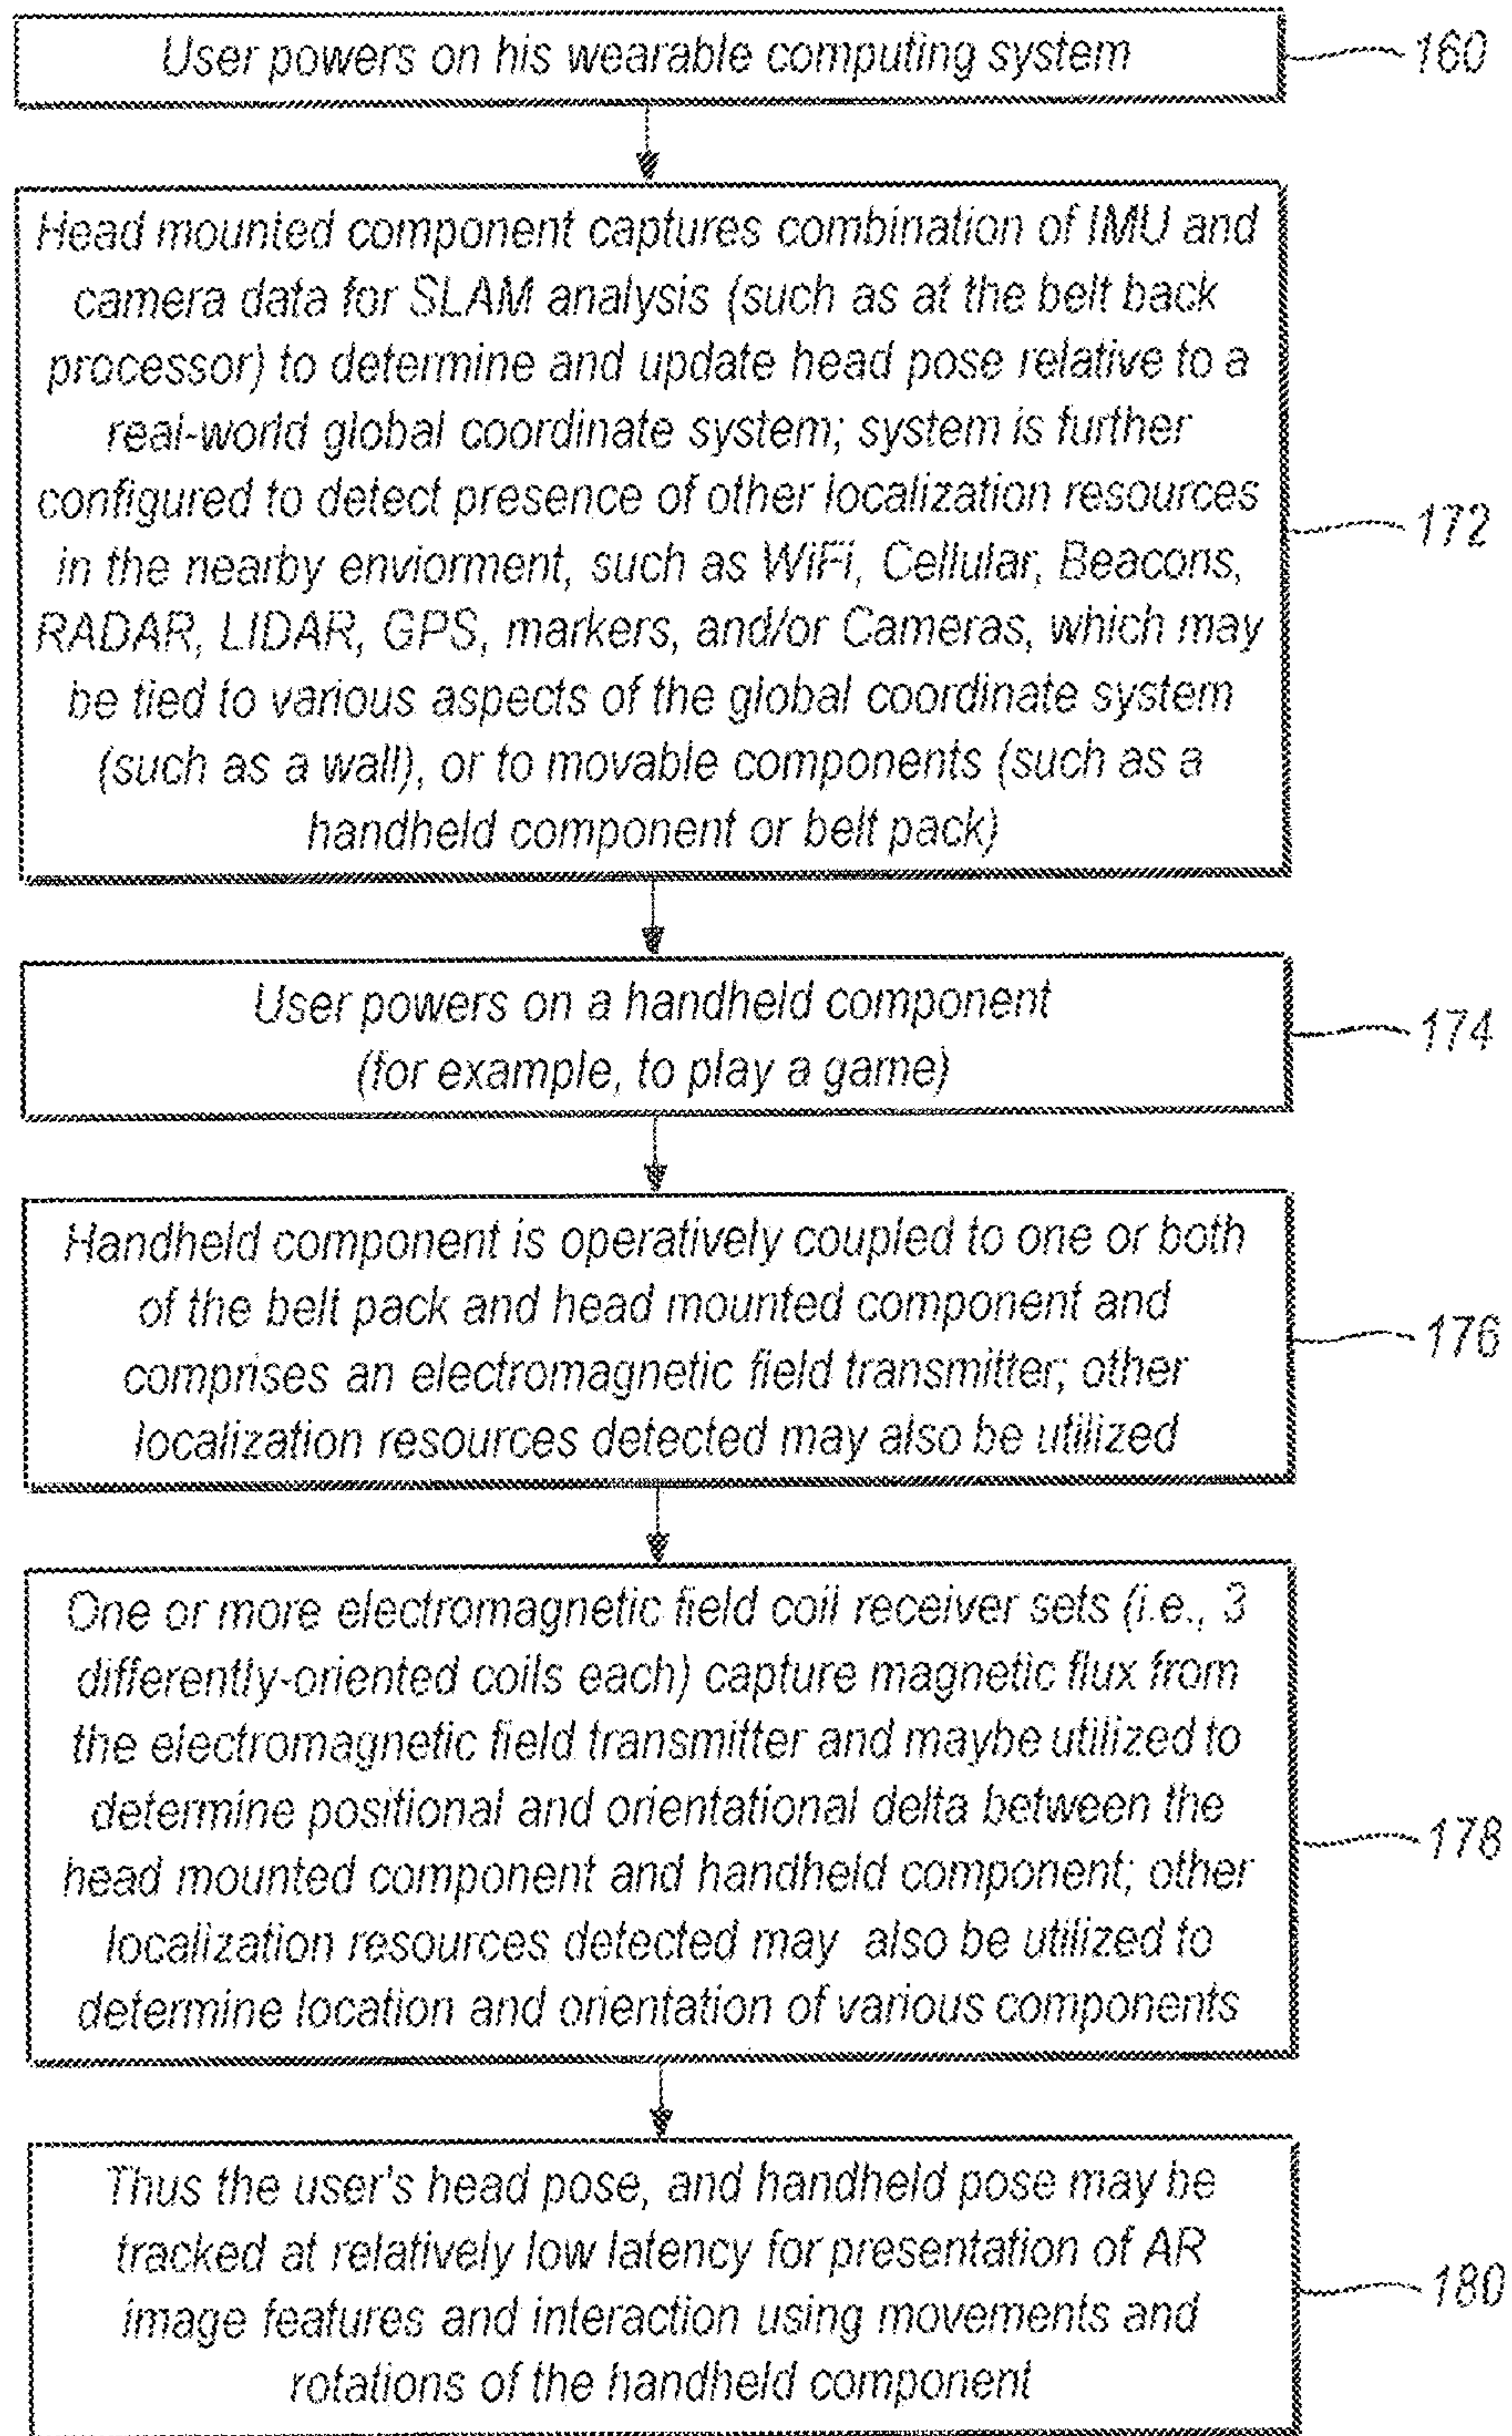 User powers on his wearable computing system
160
Head mounted component captures combination of IMU and
camera data for SLAM analysis (such as at the belt back
processor) to determine and update head pose relative to a
real-world global coordinate system; system is further
configured to detect presence of other localization resources
in the nearby enviorment, such as WiFi, Cellular, Beacons,
RADAR, LIDAR, GPS, markers, and/or Cameras, which may
be tied to various aspects of the global coordinate system
(such as a wall), or to movable components (such as a
handheld component or belt pack)
172
User powers on a handheld component
(for example, to play a game)
174
Handheld component is operatively coupled to one or both
of the belt pack and head mounted component and
comprises an electromagnetic field transmitter; other
localization resources detected may also be utilized
176
One or more electromagnetic field coil receiver sets (i.e., 3
differently-oriented coils each) capture magnetic flux from
the electromagnetic field transmitter and maybe utilized to
determine positional and orientational delta between the
head mounted component and handheld component; other
localization resources detected may also be utilized to
determine location and orientation of various components
178
Thus the user's head pose, and handheld pose may be
tracked at relatively low latency for presentation of AR
image features and interaction using movements and
rotations of the handheld component
180